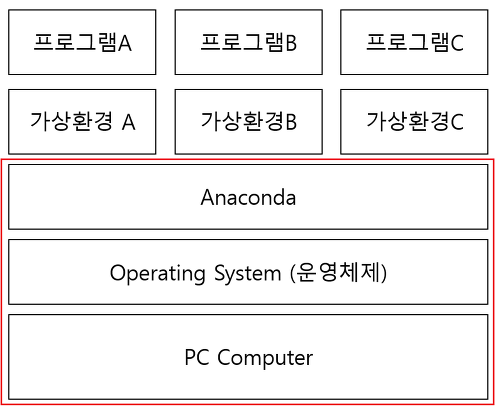 프로그램A 프로그램B 프로그램C
가상환경 A 가상환경B 가상환경C
Anaconda
Operating System (운영체제)
PC Computer